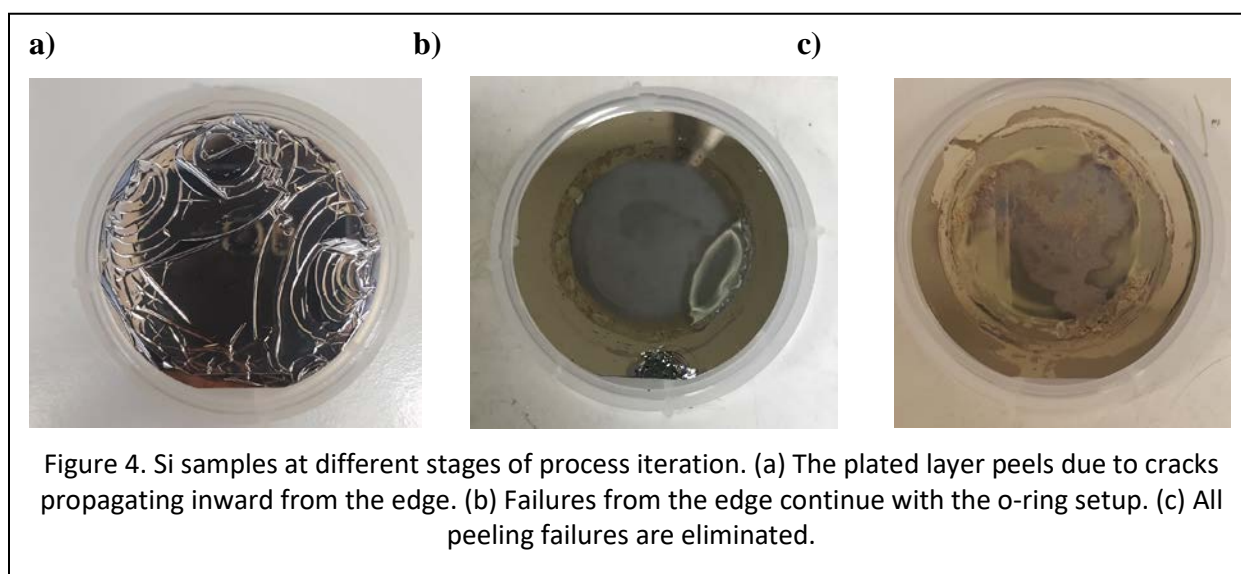 a) b) c)
Figure 4. Si samples at different stages of process iteration. (a) The plated layer peels due to cracks
propagating inward from the edge. (b) Failures from the edge continue with the o-ring setup. (c) All
peeling failures are eliminated.